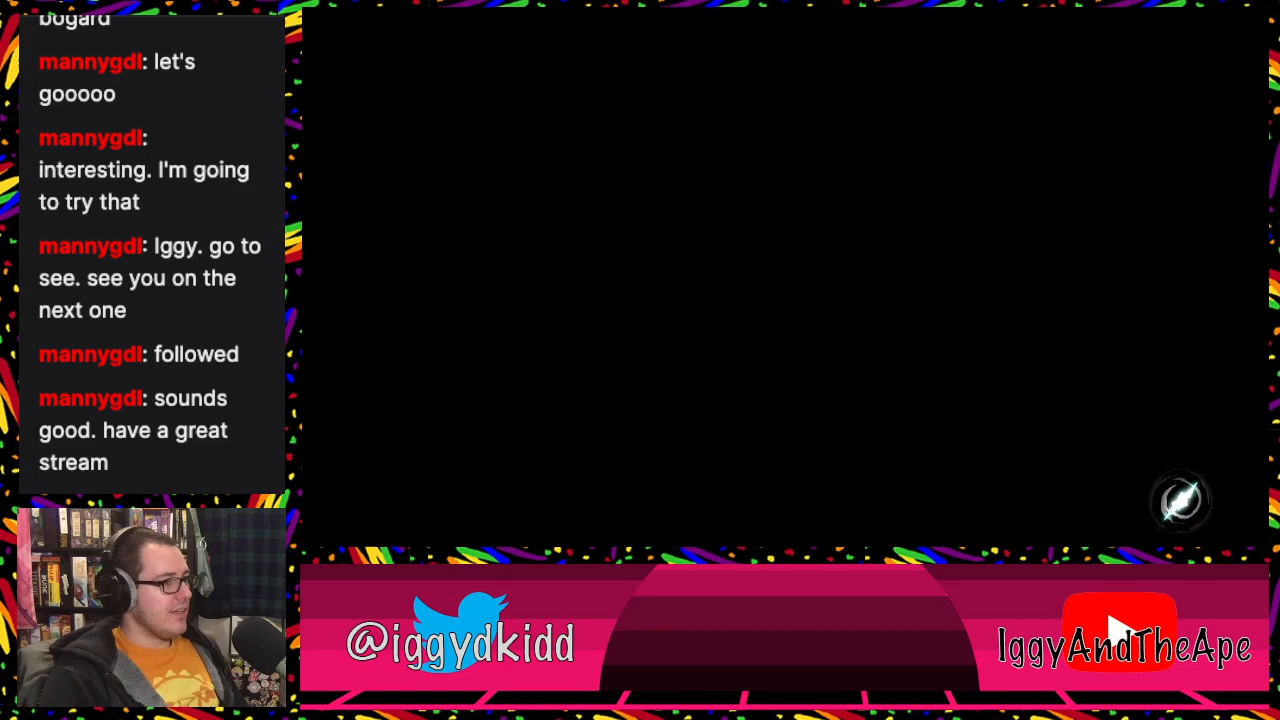 bogard
mannygdl: let's
gooooo
mannygdl:
interesting. I'm going
to try that
mannygdl: Iggy. go to
see. see you on the
next one
mannygdl: followed
mannygdl: sounds
good. have a great
stream
@iggydkidd
IggyAndTheApe